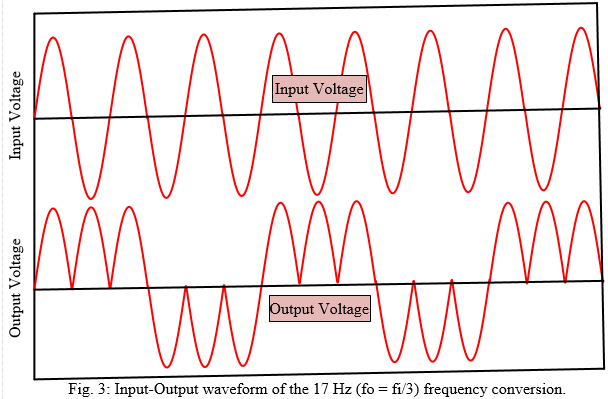 Input Voltage
Input Voltage
Output Voltage
Output Voltage
Fig. 3: Input-Output waveform of the 17 Hz (fo = fi/3) frequency conversion.